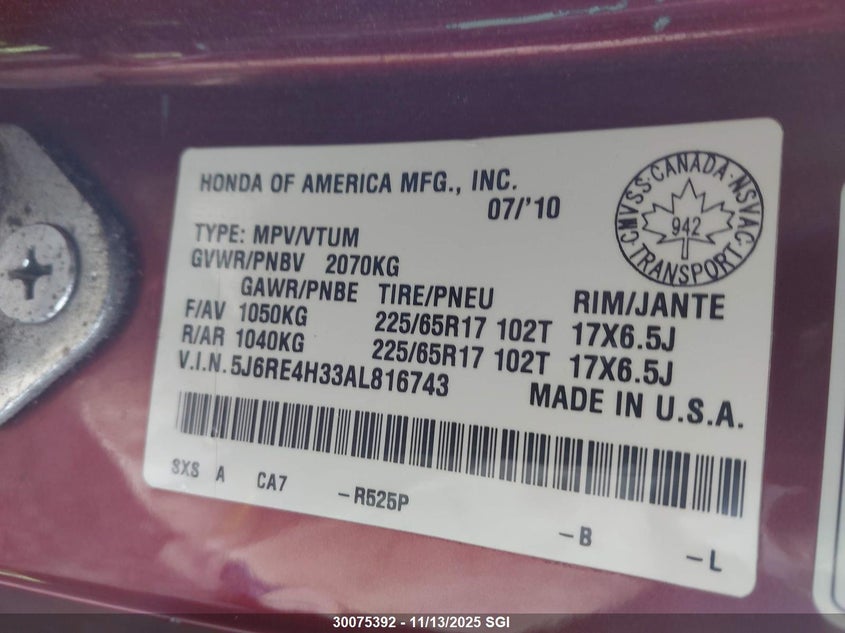 HONDA OF AMERICA MFG., INC.
07/'10
TYPE: MPV/VTUM
GVWR/PNBV 2070KG
GAWR/PNBE TIRE/PNEU RIM/JANTE
F/AV 1050KG 225/65R17 102T 17X6.5J
R/AR 1040KG 225/65R17 102T 17X6.5J
V.I.N. 5J6RE4H33AL816743 MADE IN U.S.A.
CMVSS-CANADA-NSVAC
942
TRANSPORT
SXS A CA7 -R525P -B -L
30075392 - 11/13/2025 SGI